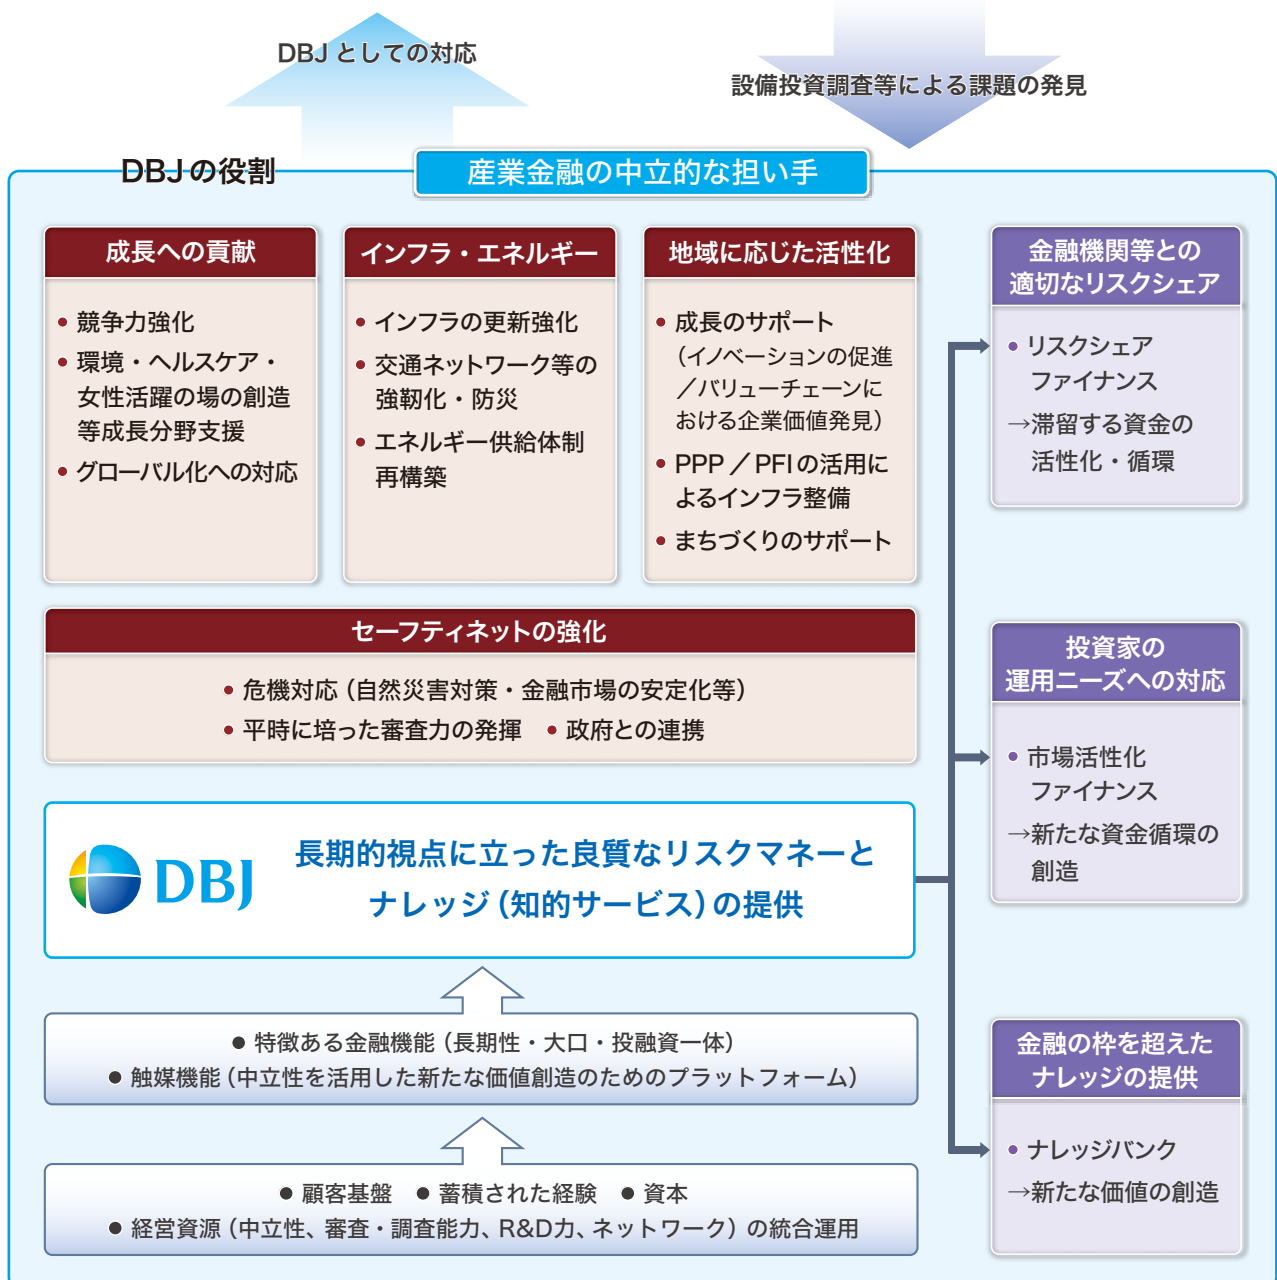 DBJとしての対応
設備投資調査等による課題の発見
DBJの役割
産業金融の中立的な担い手
成長への貢献
• 競争力強化
• 環境・ヘルスケア・
女性活躍の場の創造
等成長分野支援
• グローバル化への対応
インフラ・エネルギー
• インフラの更新強化
• 交通ネットワーク等の
強靭化・防災
• エネルギー供給体制
再構築
地域に応じた活性化
• 成長のサポート
（イノベーションの促進
／バリューチェーンに
おける企業価値発見）
• PPP／PFIの活用に
よるインフラ整備
• まちづくりのサポート
セーフティネットの強化
• 危機対応（自然災害対策・金融市場の安定化等）
• 平時に培った審査力の発揮 • 政府との連携
DBJ
長期的視点に立った良質なリスクマネーと
ナレッジ（知的サービス）の提供
● 特徴ある金融機能（長期性・大口・投融資一体）
● 触媒機能（中立性を活用した新たな価値創造のためのプラットフォーム）
● 顧客基盤 ● 蓄積された経験 ● 資本
● 経営資源（中立性、審査・調査能力、R&D力、ネットワーク）の統合運用
金融機関等との
適切なリスクシェア
• リスクシェア
ファイナンス
→滞留する資金の
活性化・循環
投資家の
運用ニーズへの対応
• 市場活性化
ファイナンス
→新たな資金循環の
創造
金融の枠を超えた
ナレッジの提供
• ナレッジバンク
→新たな価値の創造